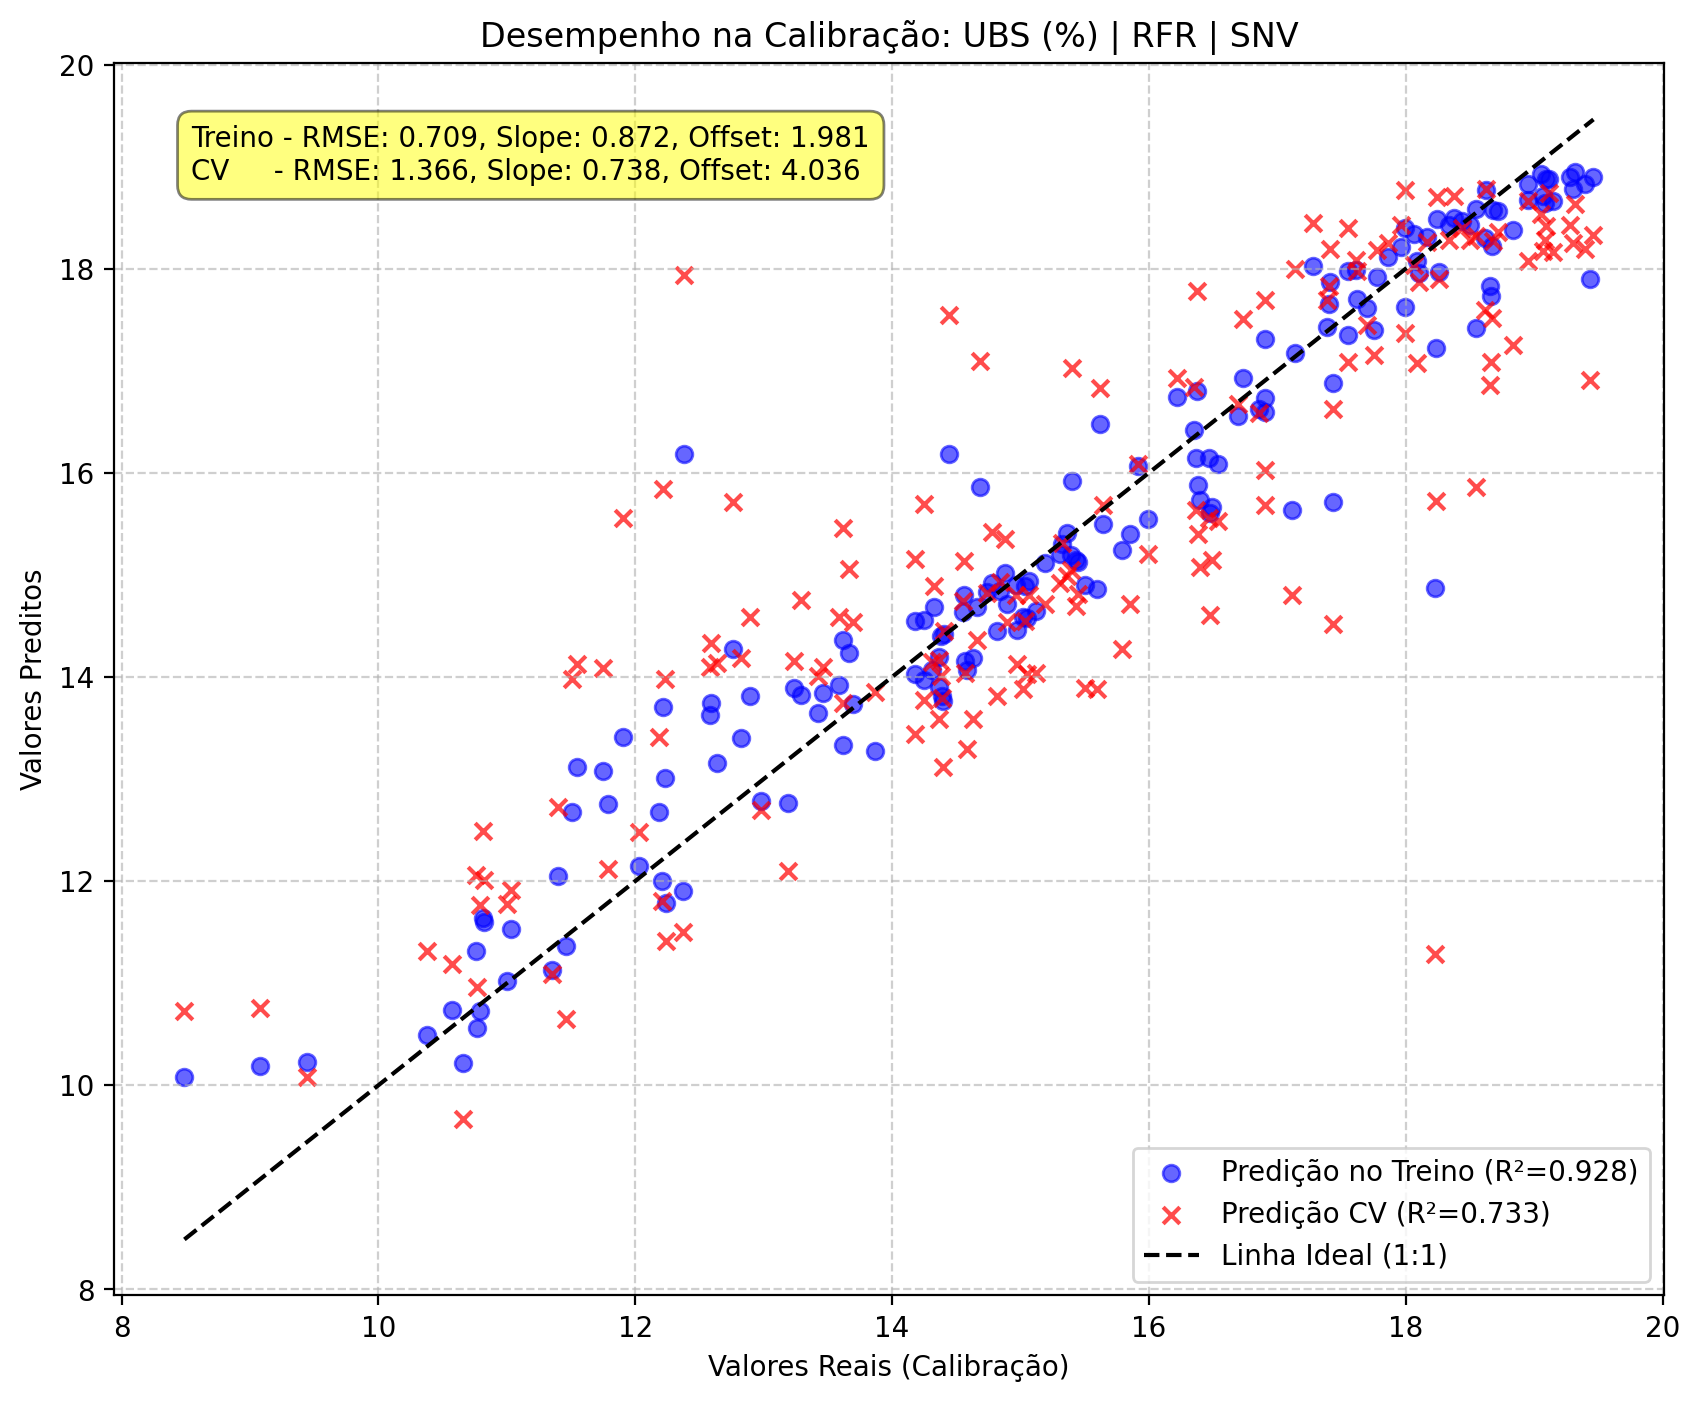 Desempenho na Calibração: UBS (%) | RFR | SNV
Treino - RMSE: 0.709, Slope: 0.872, Offset: 1.981
CV - RMSE: 1.366, Slope: 0.738, Offset: 4.036
Valores Preditos
20
18
16
14
12
10
8
Predição no Treino (R²=0.928)
Predição CV (R²=0.733)
Linha Ideal (1:1)
8 10 12 14 16 18 20
Valores Reais (Calibração)